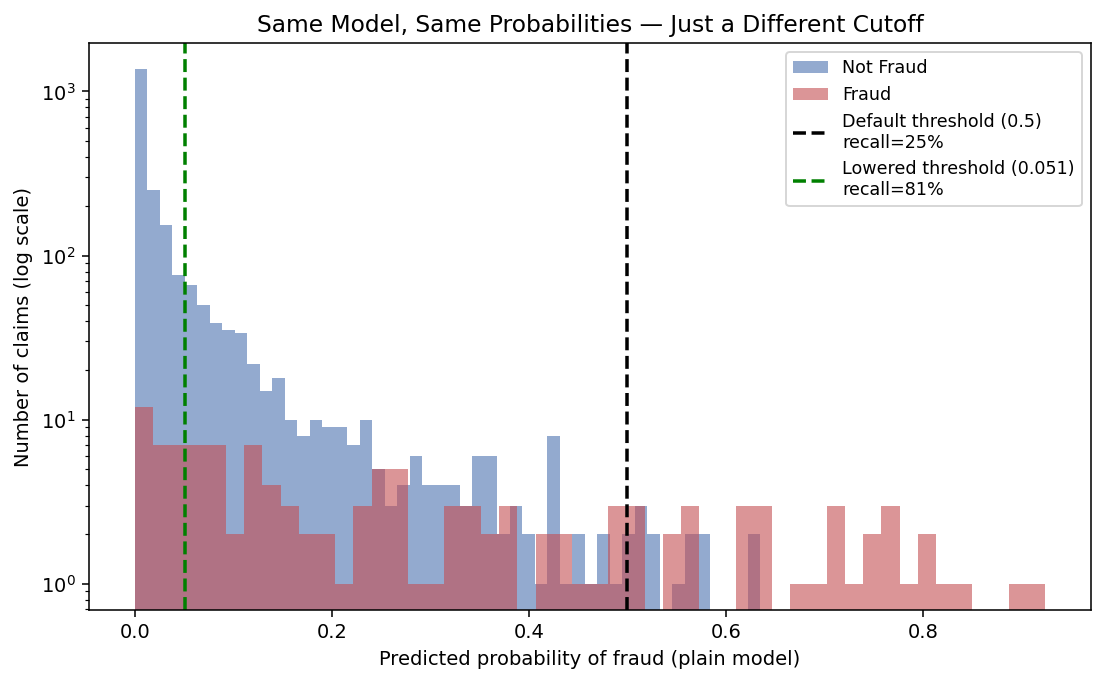 Same Model, Same Probabilities — Just a Different Cutoff
Not Fraud
Fraud
Default threshold (0.5)
recall=25%
Lowered threshold (0.051)
recall=81%
Number of claims (log scale)
10³
10²
10¹
10⁰
0.0 0.2 0.4 0.6 0.8
Predicted probability of fraud (plain model)